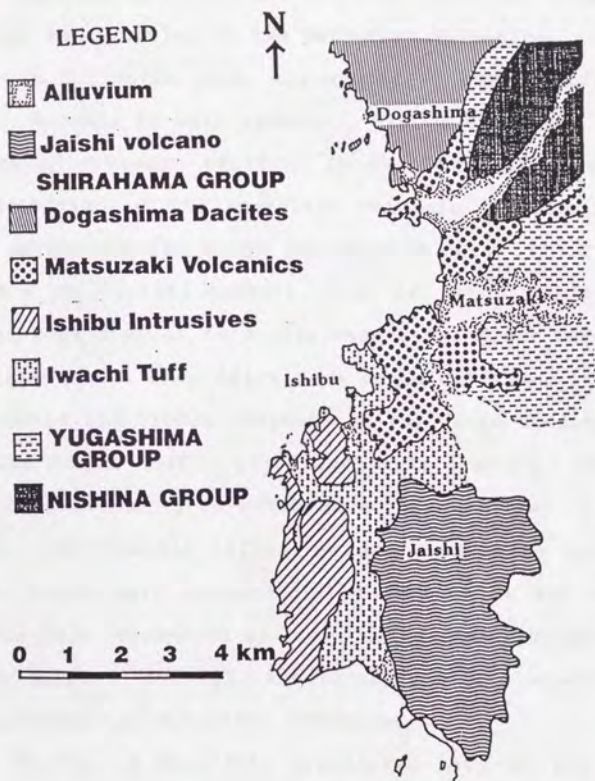 LEGEND
N
Alluvium
Jaishi volcano
SHIRAHAMA GROUP
Dogashima Dacites
Matsuzaki Volcanics
Ishibu Intrusives
Iwachi Tuff
YUGASHIMA
GROUP
NISHINA GROUP
0 1 2 3 4 km
Dogashima
Matsuzaki
Ishibu
Jaishi